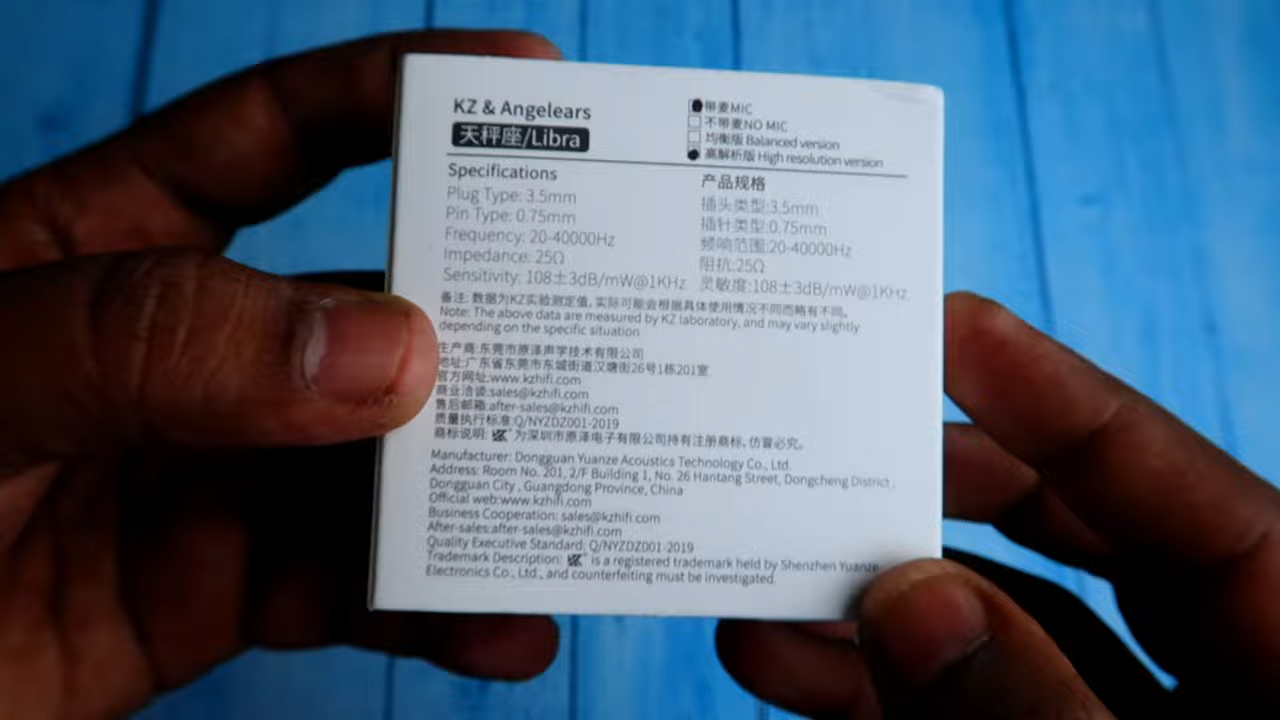 KZ & Angelears
天秤座/Libra
带麦MIC
不带麦NO MIC
均衡版 Balanced version
高解析版 High resolution version
Specifications
Plug Type: 3.5mm
Pin Type: 0.75mm
Frequency: 20-40000Hz
Impedance: 25Ω
Sensitivity: 108±3dB/mW@1KHz
产品规格
插头类型:3.5mm
插针类型:0.75mm
频响范围:20-40000Hz
阻抗:25Ω
灵敏度:108±3dB/mW@1KHz
备注: 数据为KZ实验测定值, 实际可能会根据具体使用情况不同而略有不同。
Note: The above data are measured by KZ laboratory, and may vary slightly
depending on the specific situation
生产商:东莞市原泽声学技术有限公司
地址:广东省东莞市东城街道汉塘街26号1栋201室
官方网址:www.kzhifi.com
商业洽谈:sales@kzhifi.com
售后邮箱:after-sales@kzhifi.com
质量执行标准:Q/NYZDZ001-2019
商标说明: KZ 为深圳市原泽电子有限公司持有注册商标, 仿冒必究。
Manufacturer: Dongguan Yuanze Acoustics Technology Co., Ltd.
Address: Room No. 201, 2/F Building 1, No. 26 Hantang Street, Dongcheng District,
Dongguan City, Guangdong Province, China
Official web:www.kzhifi.com
Business Cooperation: sales@kzhifi.com
After-sales:after-sales@kzhifi.com
Quality Executive Standard: Q/NYZDZ001-2019
Trademark Description: KZ is a registered trademark held by Shenzhen Yuanze
Electronics Co., Ltd., and counterfeiting must be investigated.